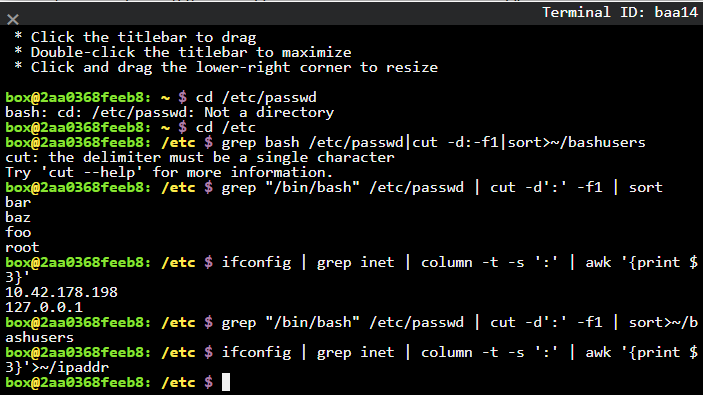 Terminal ID: baa14
* Click the titlebar to drag
* Double-click the titlebar to maximize
* Click and drag the lower-right corner to resize
box@2aa0368feeb8: ~ $ cd /etc/passwd
bash: cd: /etc/passwd: Not a directory
box@2aa0368feeb8: ~ $ cd /etc
box@2aa0368feeb8: /etc $ grep bash /etc/passwd|cut -d:-f1|sort>~/bashusers
cut: the delimiter must be a single character
Try 'cut --help' for more information.
box@2aa0368feeb8: /etc $ grep "/bin/bash" /etc/passwd | cut -d':' -f1 | sort
bar
baz
foo
root
box@2aa0368feeb8: /etc $ ifconfig | grep inet | column -t -s ':' | awk '{print $
3}'
10.42.178.198
127.0.0.1
box@2aa0368feeb8: /etc $ grep "/bin/bash" /etc/passwd | cut -d':' -f1 | sort>~/b
ashusers
box@2aa0368feeb8: /etc $ ifconfig | grep inet | column -t -s ':' | awk '{print $
3}'>~/ipaddr
box@2aa0368feeb8: /etc $